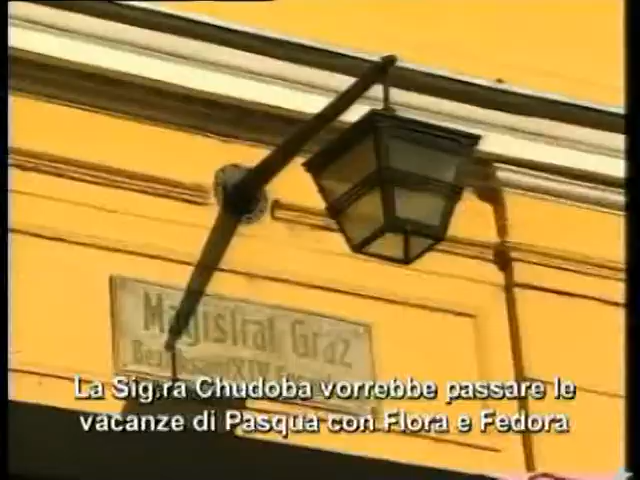 Magistrat Graz
La Sig.ra Chudoba vorrebbe passare le
vacanze di Pasqua con Flora e Fedora